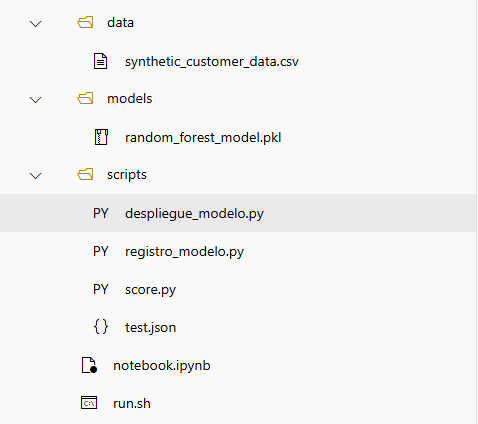 data
synthetic_customer_data.csv
models
random_forest_model.pkl
scripts
PY despliegue_modelo.py
PY registro_modelo.py
PY score.py
{} test.json
notebook.ipynb
C:\ run.sh